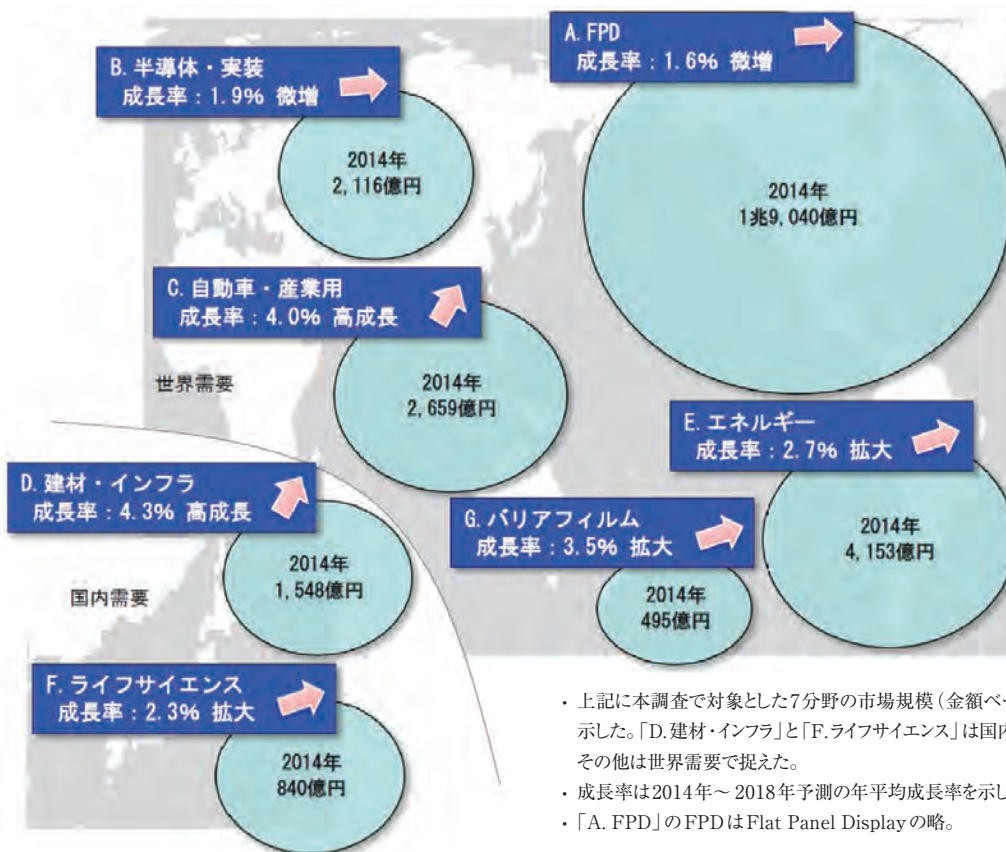 A. FPD
成長率：1.6% 微増
2014年
1兆9,040億円
B. 半導体・実装
成長率：1.9% 微増
2014年
2,116億円
C. 自動車・産業用
成長率：4.0% 高成長
2014年
2,659億円
世界需要
D. 建材・インフラ
成長率：4.3% 高成長
2014年
1,548億円
国内需要
E. エネルギー
成長率：2.7% 拡大
2014年
4,153億円
G. バリアフィルム
成長率：3.5% 拡大
2014年
495億円
F. ライフサイエンス
成長率：2.3% 拡大
2014年
840億円
・上記に本調査で対象とした7分野の市場規模（金額ベー
示した。「D.建材・インフラ」と「F.ライフサイエンス」は国内
その他は世界需要で捉えた。
・成長率は2014年～2018年予測の年平均成長率を示し
・「A. FPD」のFPDはFlat Panel Displayの略。